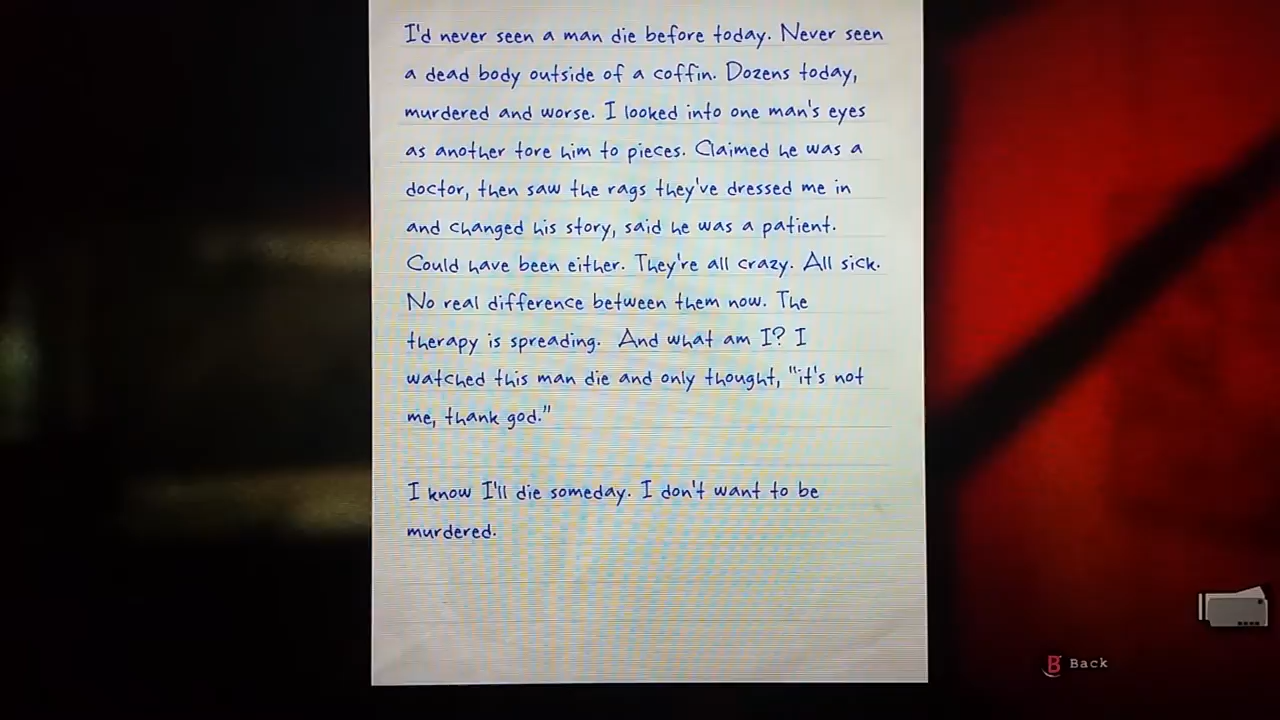 I'd never seen a man die before today. Never seen
a dead body outside of a coffin. Dozens today,
murdered and worse. I looked into one man's eyes
as another tore him to pieces. Claimed he was a
doctor, then saw the rags they've dressed me in
and changed his story, said he was a patient.
Could have been either. They're all crazy. All sick.
No real difference between them now. The
therapy is spreading. And what am I? I
watched this man die and only thought, "it's not
me, thank god."
I know I'll die someday. I don't want to be
murdered.
B Back